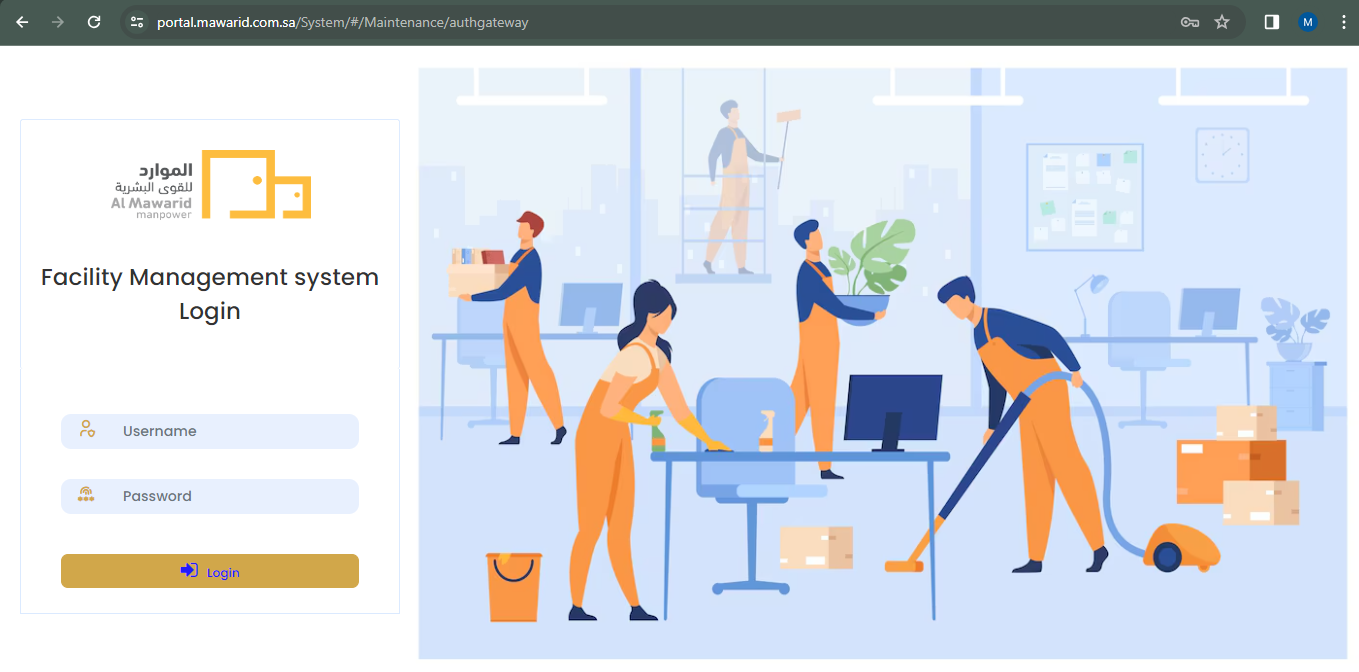 portal.mawarid.com.sa/System/#/Maintenance/authgateway
M
الموارد
للقوى البشرية
Al Mawarid
manpower
Facility Management system
Login
Username
Password
Login